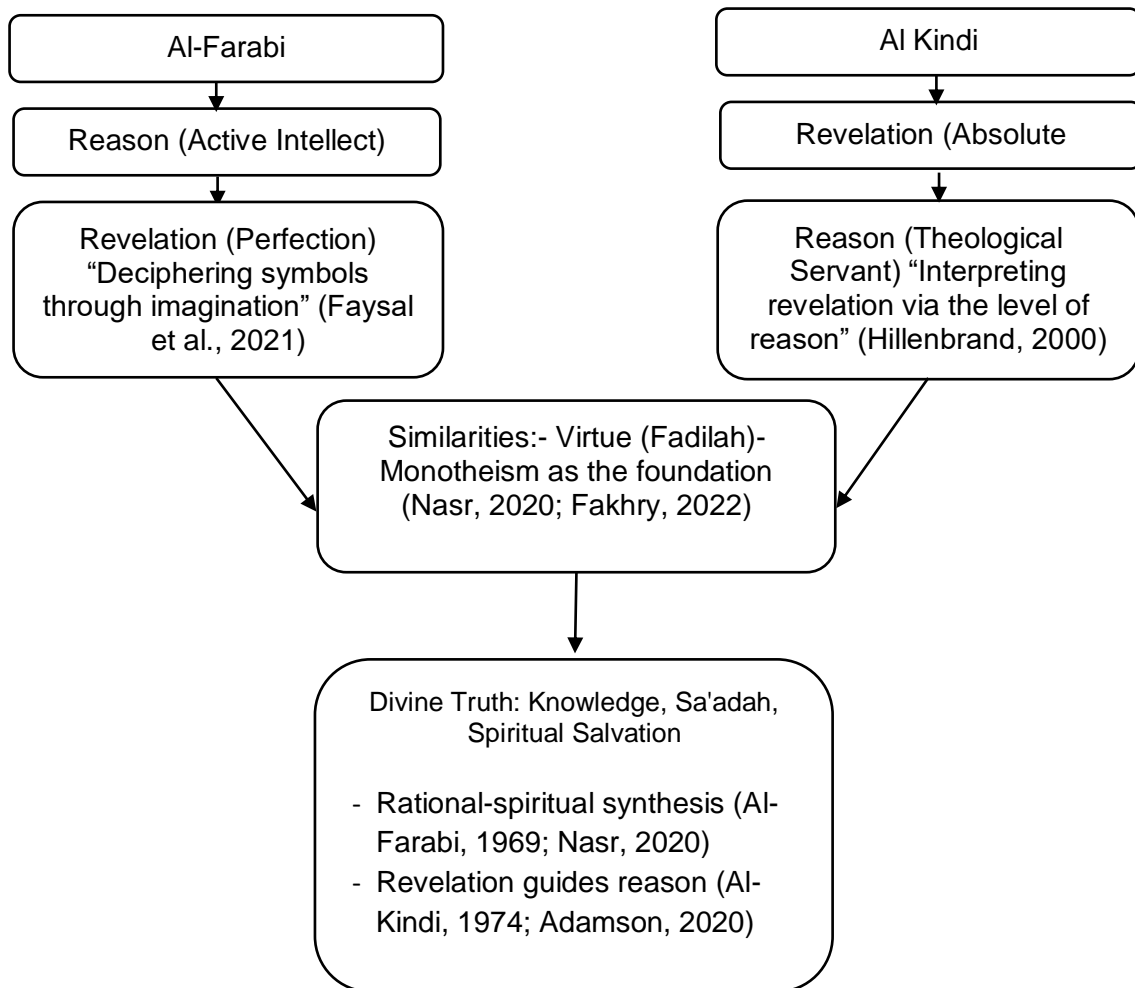 Al-Farabi
Reason (Active Intellect)
Revelation (Perfection)
“Deciphering symbols
through imagination” (Faysal
et al., 2021)
Al Kindi
Revelation (Absolute
Reason (Theological
Servant) “Interpreting
revelation via the level of
reason” (Hillenbrand, 2000)
Similarities:- Virtue (Fadilah)-
Monotheism as the foundation
(Nasr, 2020; Fakhry, 2022)
Divine Truth: Knowledge, Sa'adah,
Spiritual Salvation
- Rational-spiritual synthesis (Al-
Farabi, 1969; Nasr, 2020)
- Revelation guides reason (Al-
Kindi, 1974; Adamson, 2020)